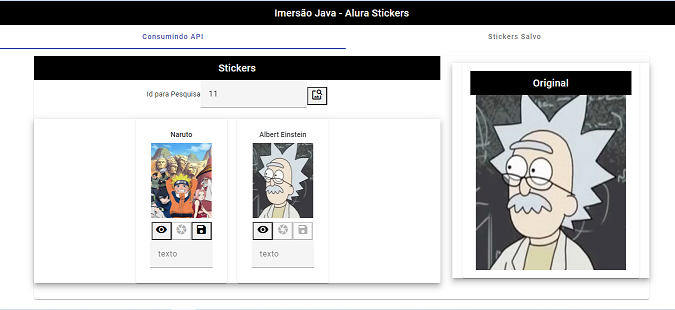 Imersão Java - Alura Stickers
Consumindo API
Stickers Salvo
Stickers
Id para Pesquisa
11
Original
Naruto
Albert Einstein
texto
texto